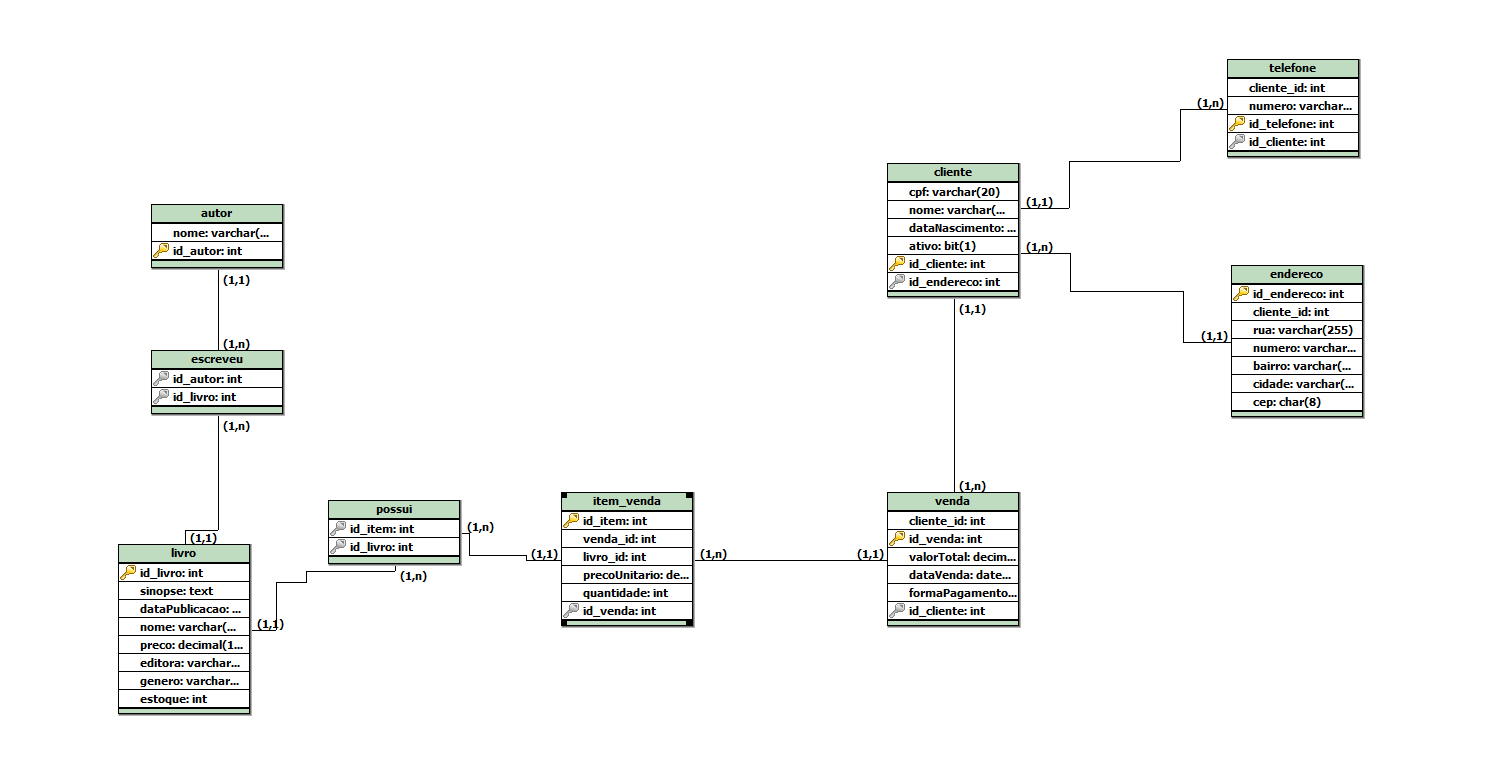 telefone
cliente_id: int
numero: varchar...
id_telefone: int
id_cliente: int
(1,n)
cliente
cpf: varchar(20)
nome: varchar(...
dataNascimento: ...
ativo: bit(1)
id_cliente: int
id_endereco: int
(1,1)
(1,n)
(1,1)
autor
nome: varchar(...
id_autor: int
(1,1)
endereco
id_endereco: int
cliente_id: int
rua: varchar(255)
numero: varchar...
bairro: varchar(...
cidade: varchar(...
cep: char(8)
(1,1)
(1,n)
escreveu
id_autor: int
id_livro: int
(1,n)
(1,1)
livro
id_livro: int
sinopse: text
dataPublicacao: ...
nome: varchar(...
preco: decimal(1...
editora: varchar...
genero: varchar...
estoque: int
(1,1)
possui
id_item: int
id_livro: int
(1,n)
(1,n)
(1,1)
item_venda
id_item: int
venda_id: int
livro_id: int
precoUnitario: de...
quantidade: int
id_venda: int
(1,n)
(1,1)
(1,n)
venda
cliente_id: int
id_venda: int
valorTotal: decim...
dataVenda: date...
formaPagamento...
id_cliente: int